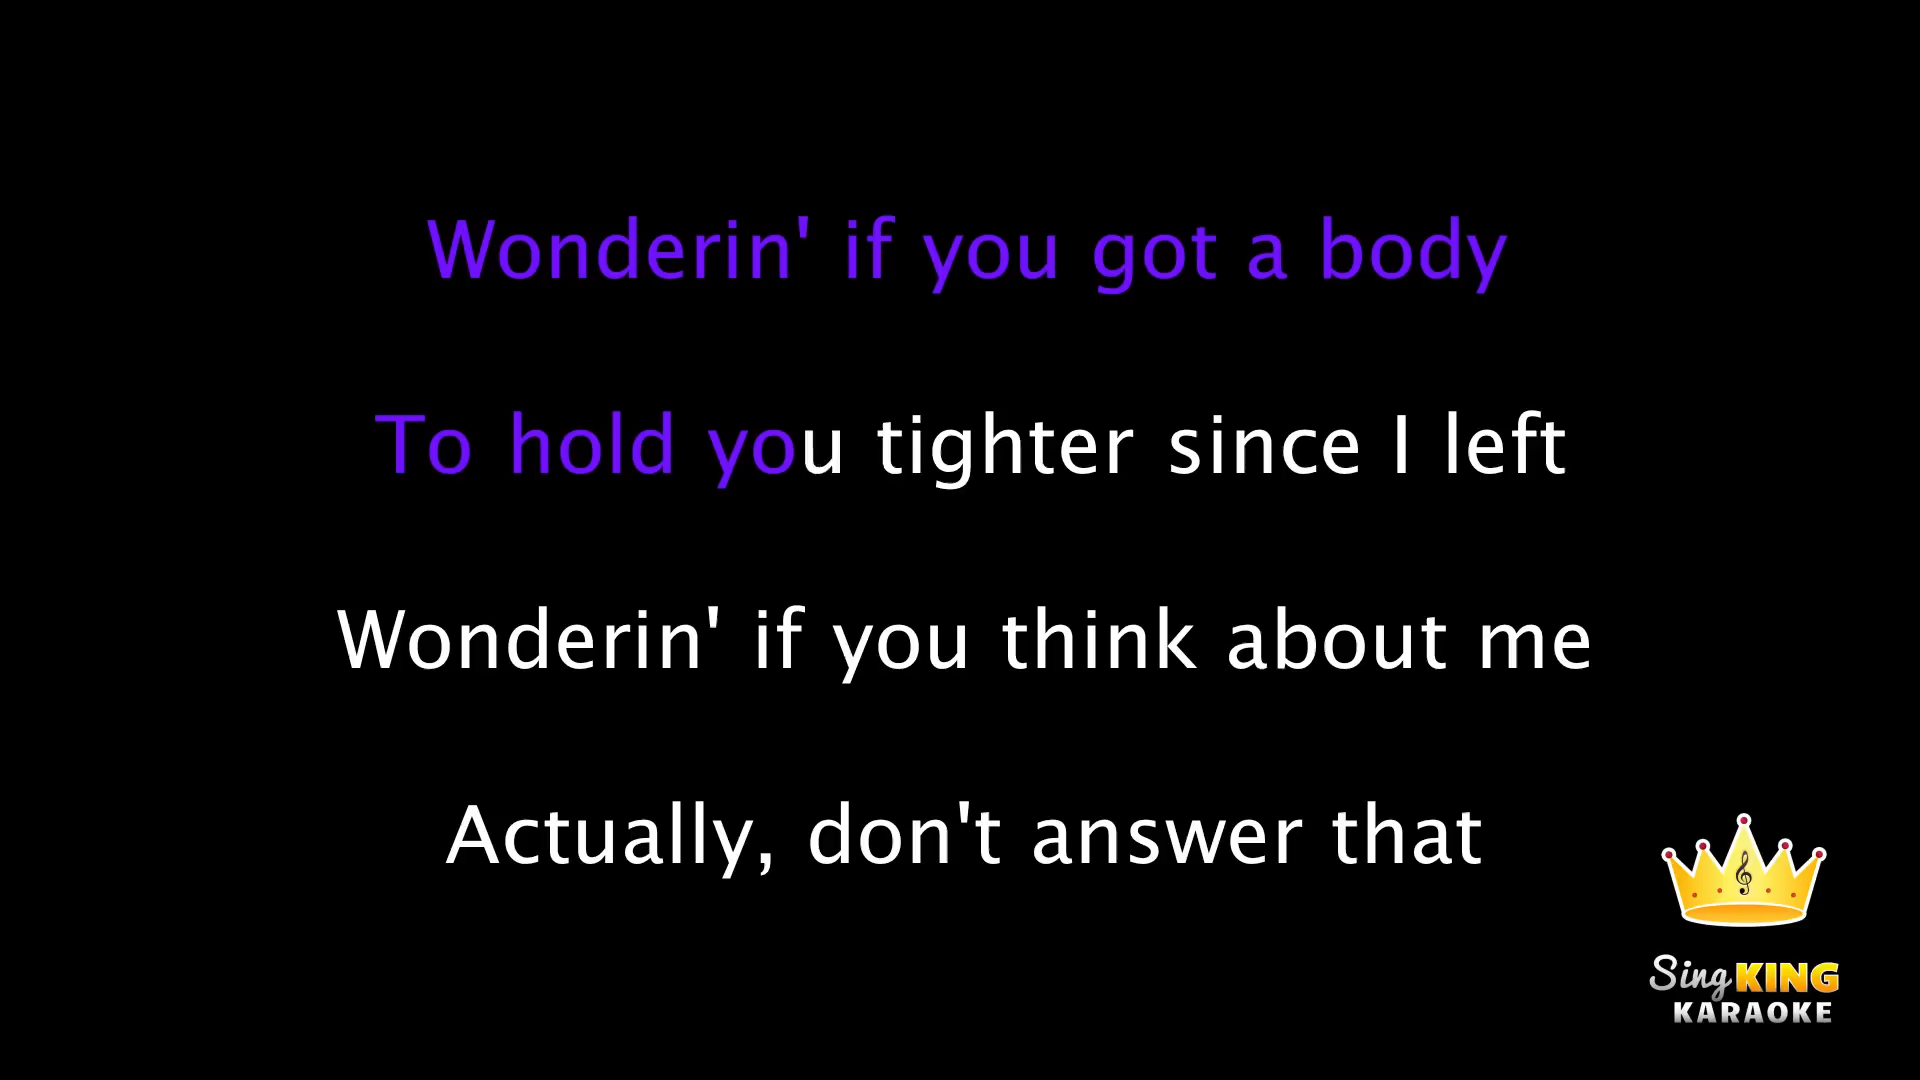 Wonderin' if you got a body
To hold you tighter since I left
Wonderin' if you think about me
Actually, don't answer that
Sing KING
KARAOKE